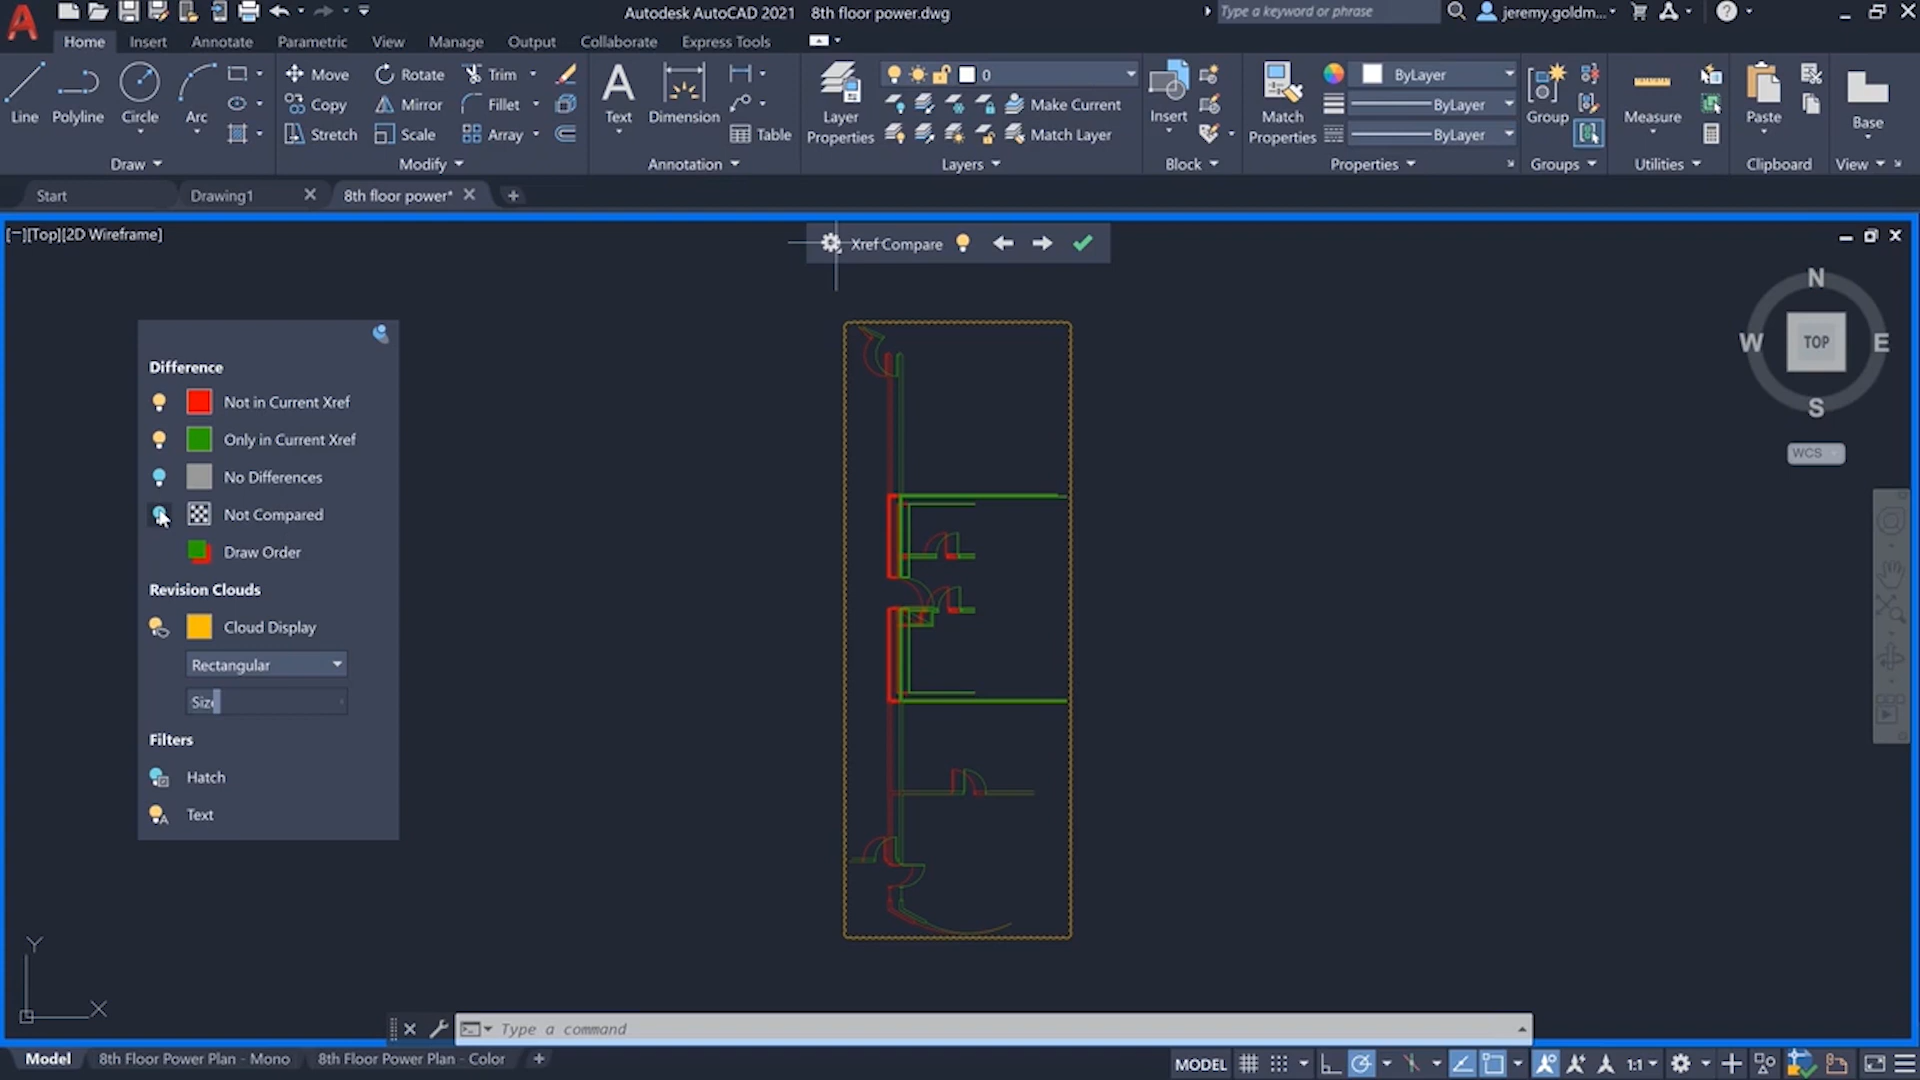 Autodesk AutoCAD 2021 8th floor power.dwg
Type a keyword or phrase
jeremy.goldm...
Home Insert Annotate Parametric View Manage Output Collaborate Express Tools
Move Rotate Trim
Copy Mirror Fillet
Stretch Scale Array
Line Polyline Circle Arc
Text Dimension
Table
Layer Properties
0
Make Current
Match Layer
Insert
Match Properties
ByLayer
ByLayer
ByLayer
Group
Measure
Paste
Base
Draw Modify Annotation Layers Block Properties Groups Utilities Clipboard View
Start Drawing1 8th floor power*
[−][Top][2D Wireframe]
Xref Compare
N
W TOP E
S
WCS
Difference
Not in Current Xref
Only in Current Xref
No Differences
Not Compared
Draw Order
Revision Clouds
Cloud Display
Rectangular
Size
Filters
Hatch
Text
Y
X
Type a command
Model 8th Floor Power Plan - Mono 8th Floor Power Plan - Color
MODEL 1:1